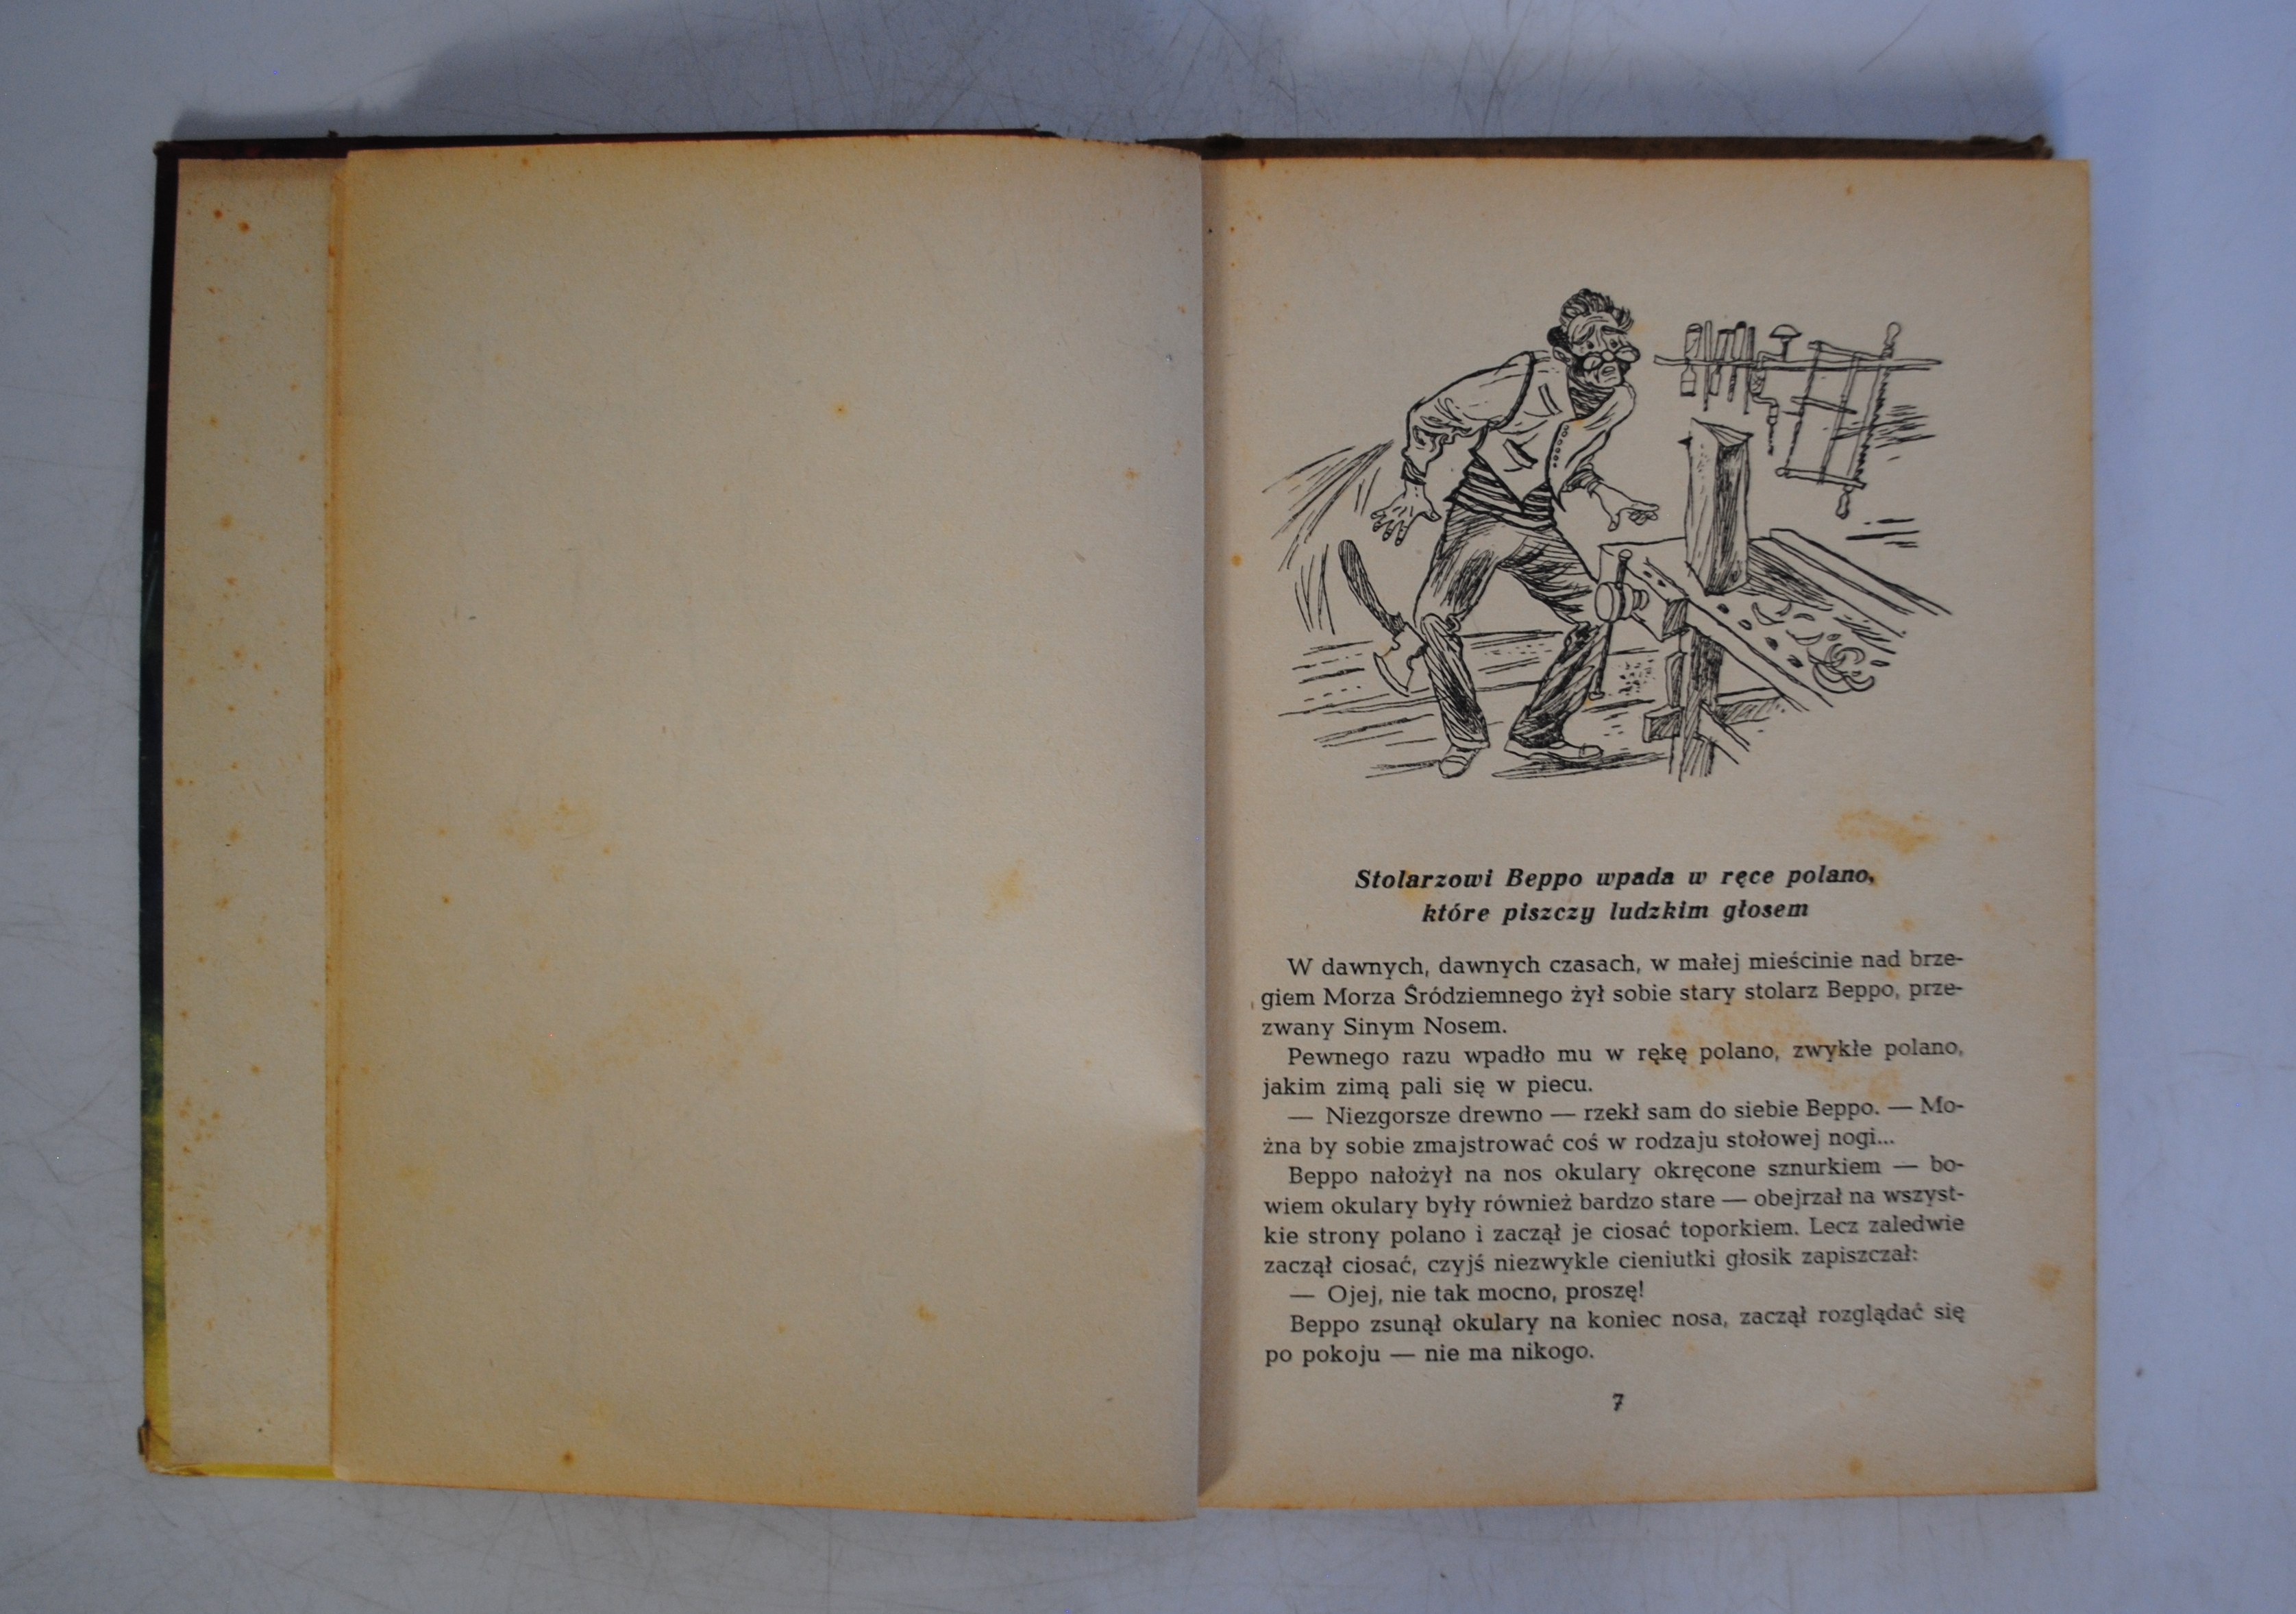 Stolarzowi Beppo wpada w ręce polano,
które piszczy ludzkim głosem
W dawnych, dawnych czasach, w małej mieścinie nad brze-
giem Morza Śródziemnego żył sobie stary stolarz Beppo, prze-
zwany Sinym Nosem.
Pewnego razu wpadło mu w rękę polano, zwykłe polano,
jakim zimą pali się w piecu.
— Niezgorsze drewno — rzekł sam do siebie Beppo. — Mo-
żna by sobie zmajstrować coś w rodzaju stołowej nogi...
Beppo nałożył na nos okulary okręcone sznurkiem — bo-
wiem okulary były również bardzo stare — obejrzał na wszyst-
kie strony polano i zaczął je ciosać toporkiem. Lecz zaledwie
zaczął ciosać, czyjś niezwykle cieniutki głosik zapiszczał:
— Ojej, nie tak mocno, proszę!
Beppo zsunął okulary na koniec nosa, zaczął rozglądać się
po pokoju — nie ma nikogo.
7